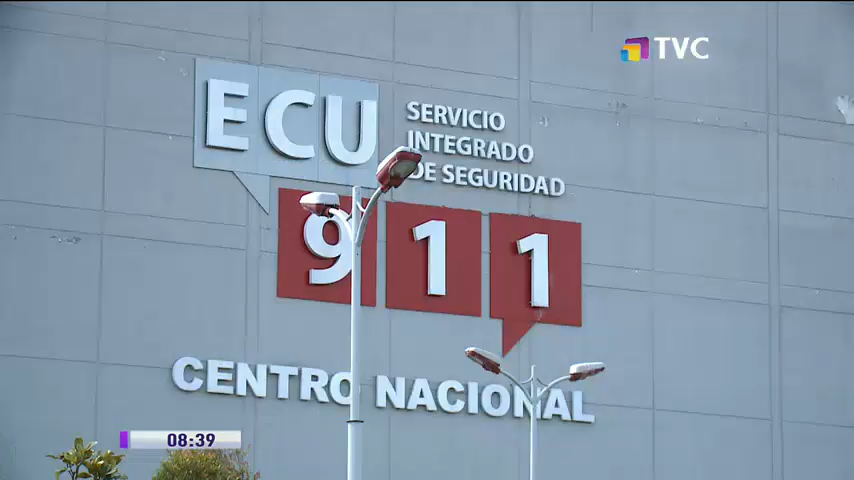 TVC
ECU
SERVICIO
INTEGRADO
DE SEGURIDAD
911
CENTRO NACIONAL
08:39